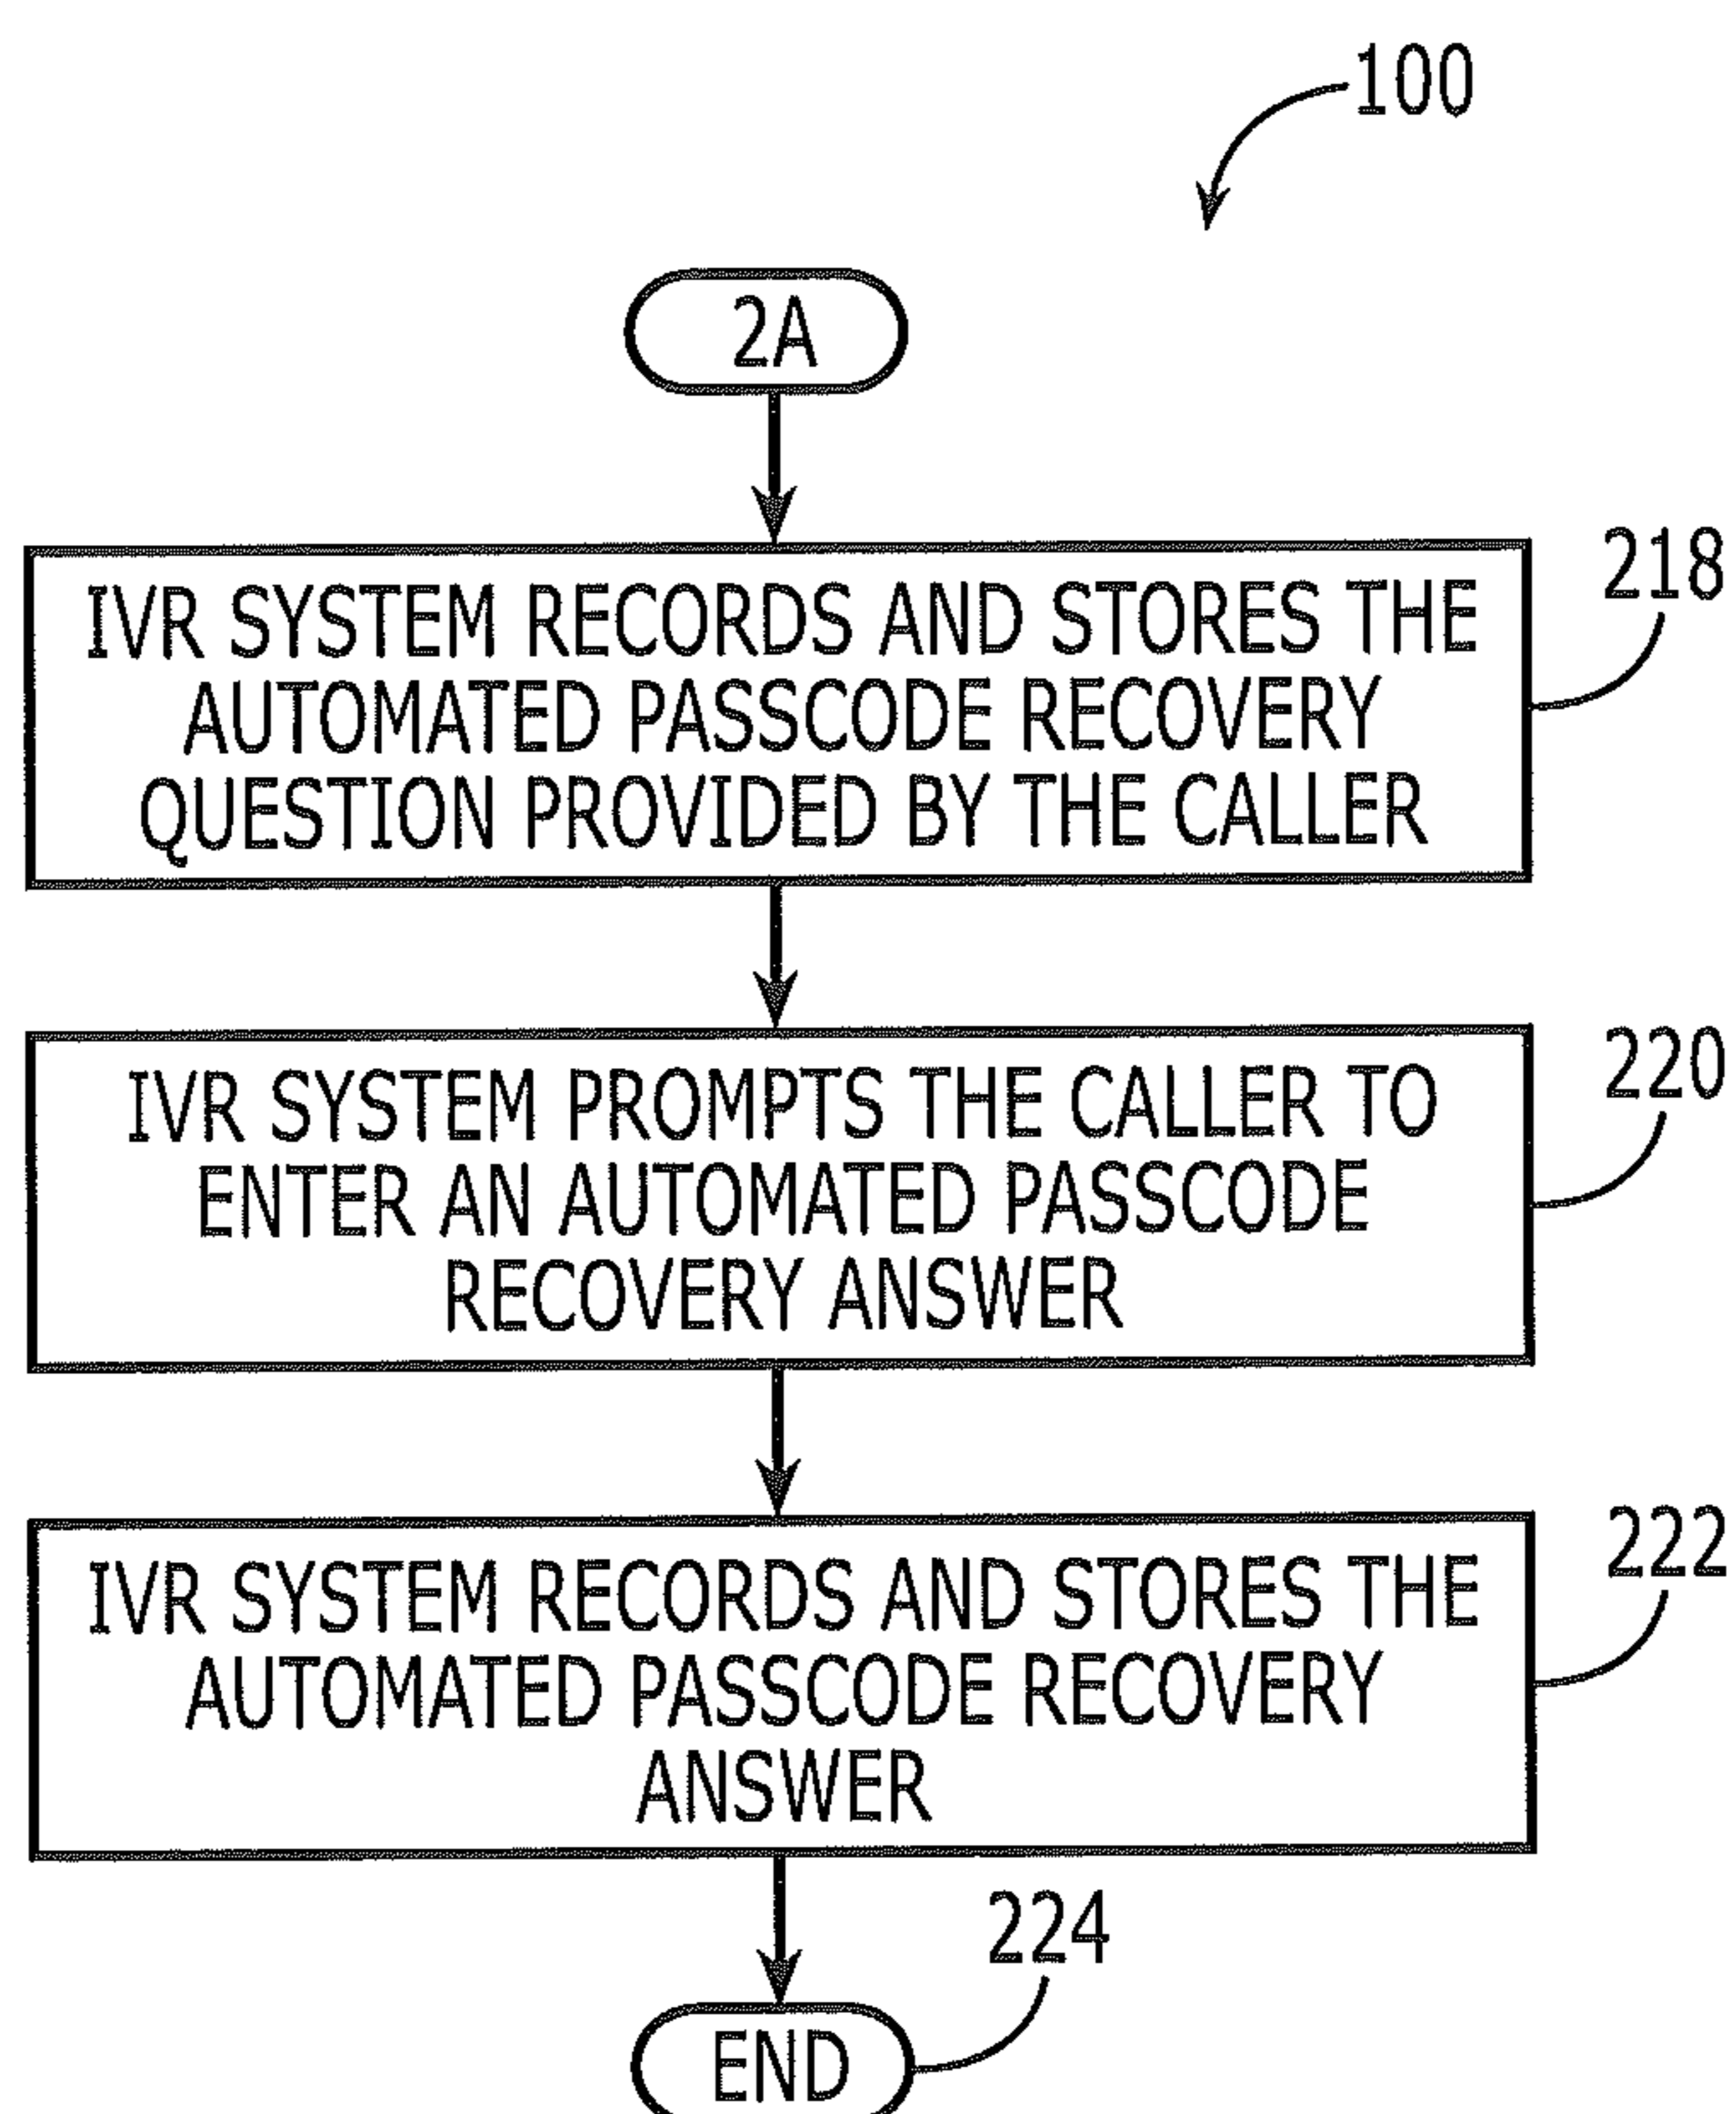 100
2A
IVR SYSTEM RECORDS AND STORES THE
AUTOMATED PASSCODE RECOVERY
QUESTION PROVIDED BY THE CALLER
218
IVR SYSTEM PROMPTS THE CALLER TO
ENTER AN AUTOMATED PASSCODE
RECOVERY ANSWER
220
IVR SYSTEM RECORDS AND STORES THE
AUTOMATED PASSCODE RECOVERY
ANSWER
222
224
END